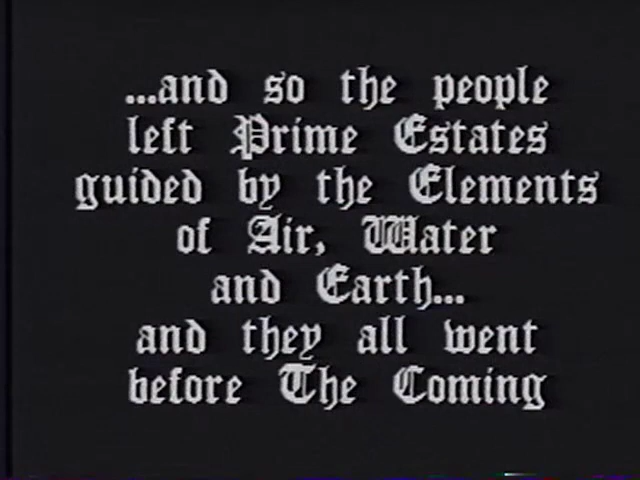 ...and so the people
left Prime Estates
guided by the Elements
of Air, Water
and Earth...
and they all went
before The Coming